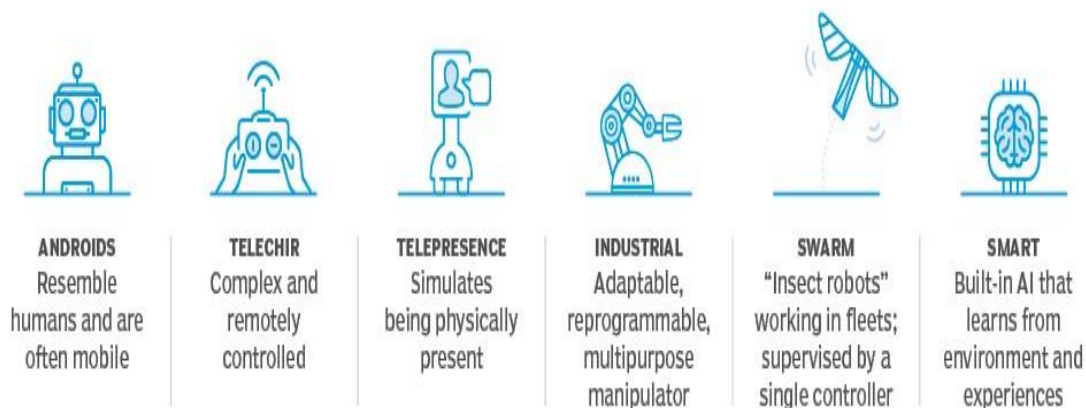 ANDROIDS
Resemble
humans and are
often mobile
TELECHIR
Complex and
remotely
controlled
TELEPRESENCE
Simulates
being physically
present
INDUSTRIAL
Adaptable,
reprogrammable,
multipurpose
manipulator
SWARM
“Insect robots”
working in fleets;
supervised by a
single controller
SMART
Built-in AI that
learns from
environment and
experiences